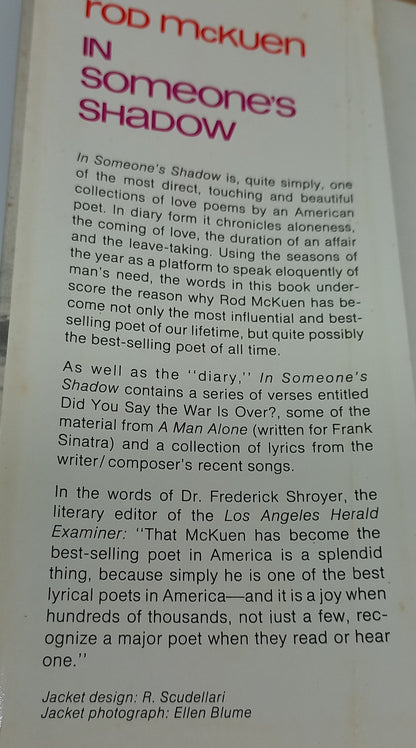 ROD McKUEN
IN
SOMEONE'S
SHADOW
In Someone's Shadow is, quite simply, one
of the most direct, touching and beautiful
collections of love poems by an American
poet. In diary form it chronicles aloneness,
the coming of love, the duration of an affair
and the leave-taking. Using the seasons of
the year as a platform to speak eloquently of
man's need, the words in this book under-
score the reason why Rod McKuen has be-
come not only the most influential and best-
selling poet of our lifetime, but quite possibly
the best-selling poet of all time.
As well as the "diary," In Someone's
Shadow contains a series of verses entitled
Did You Say the War Is Over?, some of the
material from A Man Alone (written for Frank
Sinatra) and a collection of lyrics from the
writer/composer's recent songs.
In the words of Dr. Frederick Shroyer, the
literary editor of the Los Angeles Herald
Examiner: "That McKuen has become the
best-selling poet in America is a splendid
thing, because simply he is one of the best
lyrical poets in America—and it is a joy when
hundreds of thousands, not just a few, rec-
ognize a major poet when they read or hear
one."
Jacket design: R. Scudellari
Jacket photograph: Ellen Blume